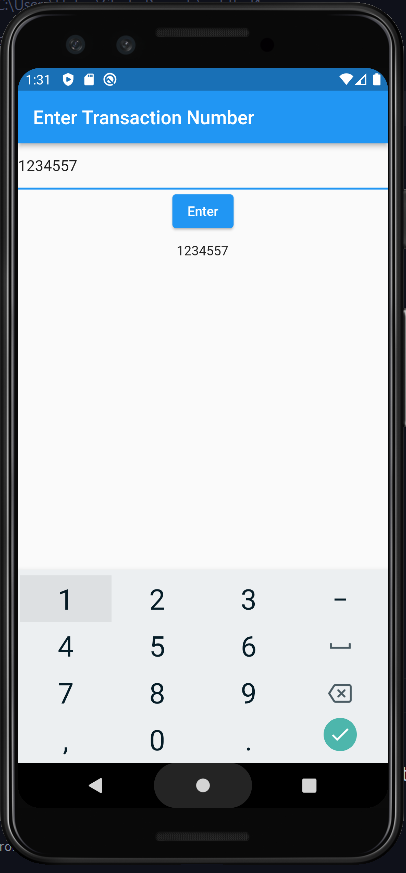 1:31
Enter Transaction Number
1234557
Enter
1234557
1 2 3 –
4 5 6
7 8 9
, 0 .